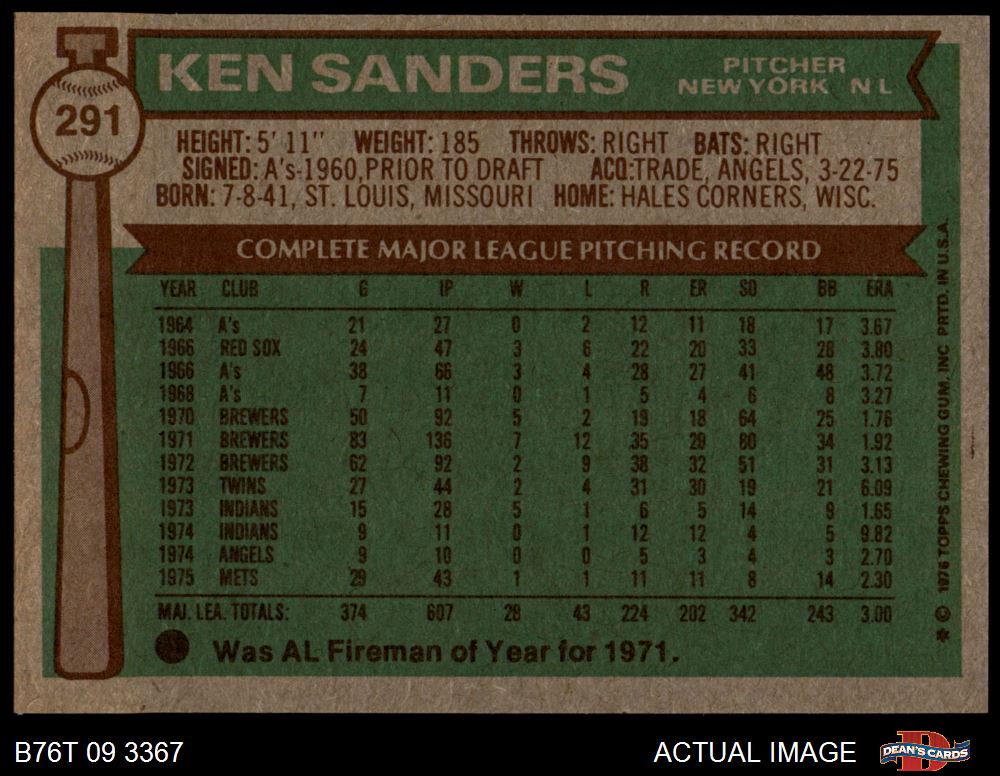 KEN SANDERS
PITCHER
NEW YORK N L
291
HEIGHT: 5' 11" WEIGHT: 185 THROWS: RIGHT BATS: RIGHT
SIGNED: A's-1960, PRIOR TO DRAFT ACQ: TRADE, ANGELS, 3-22-75
BORN: 7-8-41, ST. LOUIS, MISSOURI HOME: HALES CORNERS, WISC.
COMPLETE MAJOR LEAGUE PITCHING RECORD
YEAR CLUB G IP W L R ER SO BB ERA
1964 A's 21 27 0 2 12 11 18 17 3.67
1966 RED SOX 24 47 3 6 22 20 33 28 3.80
1966 A's 38 66 3 4 28 27 41 48 3.72
1968 A's 7 11 0 1 5 4 6 8 3.27
1970 BREWERS 50 92 5 2 19 18 64 25 1.76
1971 BREWERS 83 136 7 12 35 29 80 34 1.92
1972 BREWERS 62 92 2 9 38 32 51 31 3.13
1973 TWINS 27 44 2 4 31 30 19 21 6.09
1973 INDIANS 15 28 5 1 6 5 14 9 1.65
1974 INDIANS 9 11 0 1 12 12 4 5 9.82
1974 ANGELS 9 10 0 0 5 3 4 3 2.70
1975 METS 29 43 1 1 11 11 8 14 2.30
MAJ. LEA. TOTALS: 374 607 28 43 224 202 342 243 3.00
Was AL Fireman of Year for 1971.
* © 1976 TOPPS CHEWING GUM, INC PRTD. IN U.S.A.
B76T 09 3367
ACTUAL IMAGE
D
DEAN'S CARDS